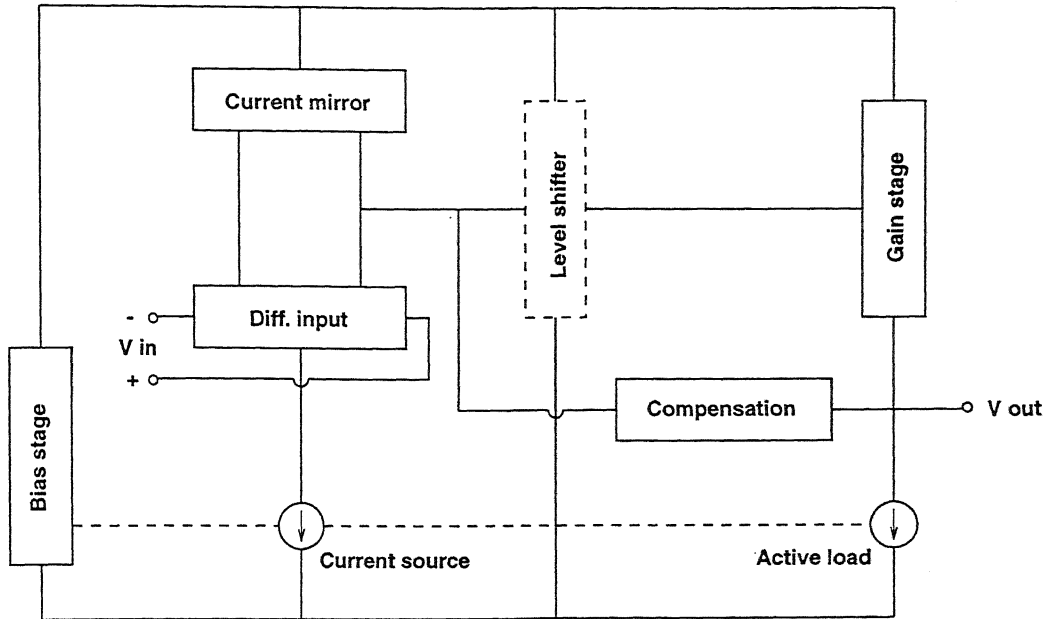 Current mirror
Level shifter
Gain stage
Diff. input
-
V in
+
Bias stage
Compensation
V out
Current source
Active load